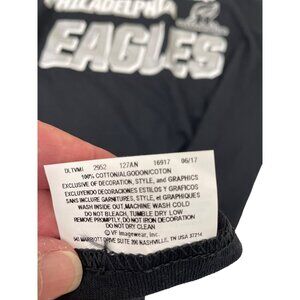 PHILADELPHIA
EAGLES
DLTVMI 2952 127AN 16917 06/17
100% COTTON/ALGODON/COTON
EXCLUSIVE OF DECORATION, STYLE, and GRAPHICS
EXCLUYENDO DECORACIONES ESTILOS Y GRAFICOS
SANS INCLURE GARNITURES, STYLE, et GRAPHIQUES
WASH INSIDE OUT, MACHINE WASH COLD
DO NOT BLEACH, TUMBLE DRY LOW
REMOVE PROMPTLY, DO NOT IRON DECORATION
DO NOT DRY CLEAN
© VF Imagewear, Inc.
545 MARRIOTT DRIVE SUITE 200 NASHVILLE, TN USA 37214